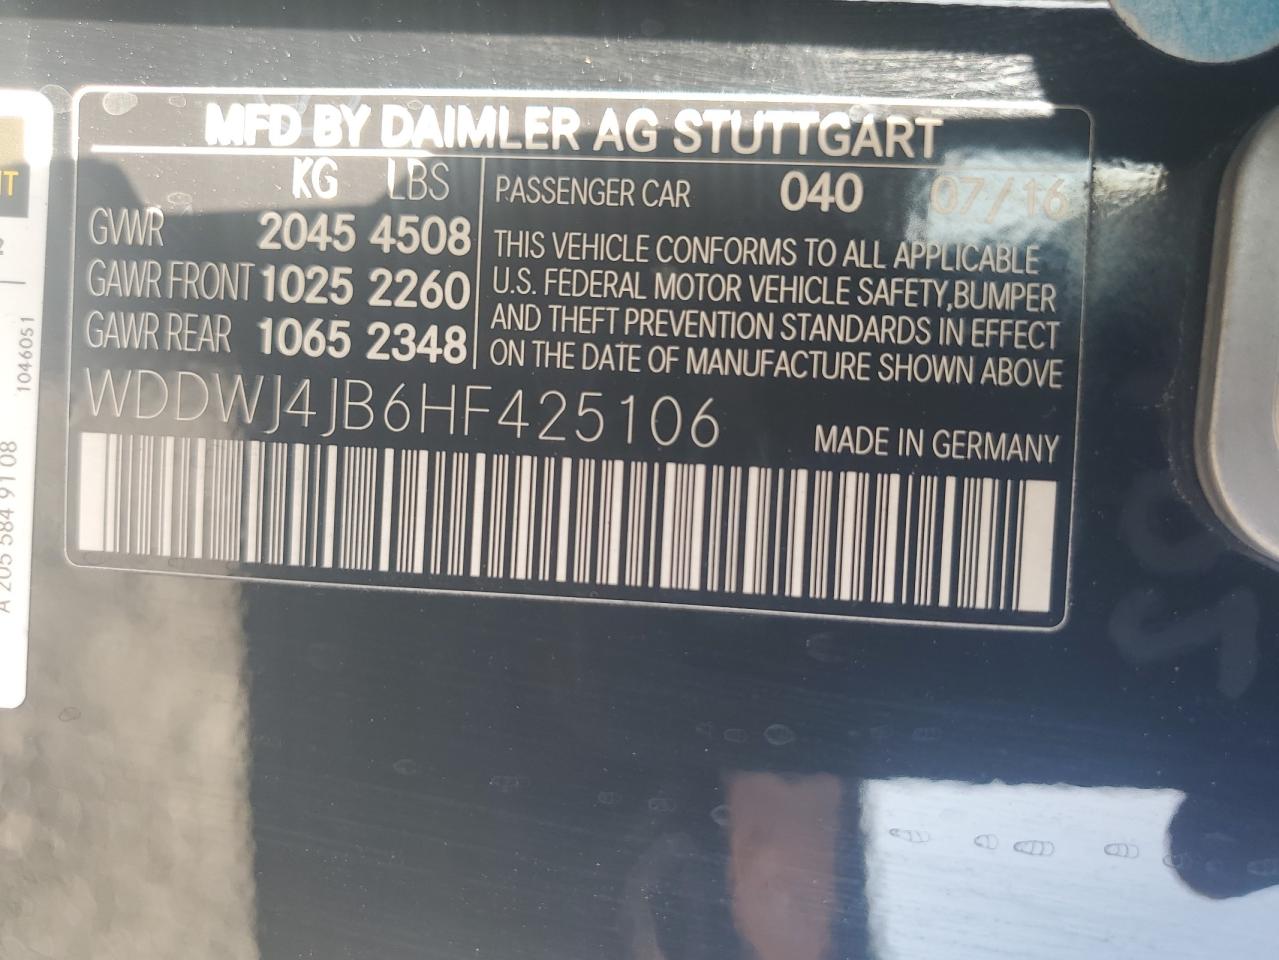 MFD BY DAIMLER AG STUTTGART
KG LBS
GVWR 2045 4508
GAWR FRONT 1025 2260
GAWR REAR 1065 2348
PASSENGER CAR 040 07/16
THIS VEHICLE CONFORMS TO ALL APPLICABLE
U.S. FEDERAL MOTOR VEHICLE SAFETY,BUMPER
AND THEFT PREVENTION STANDARDS IN EFFECT
ON THE DATE OF MANUFACTURE SHOWN ABOVE
WDDWJ4JB6HF425106
MADE IN GERMANY
1046051
A 205 584 91 08